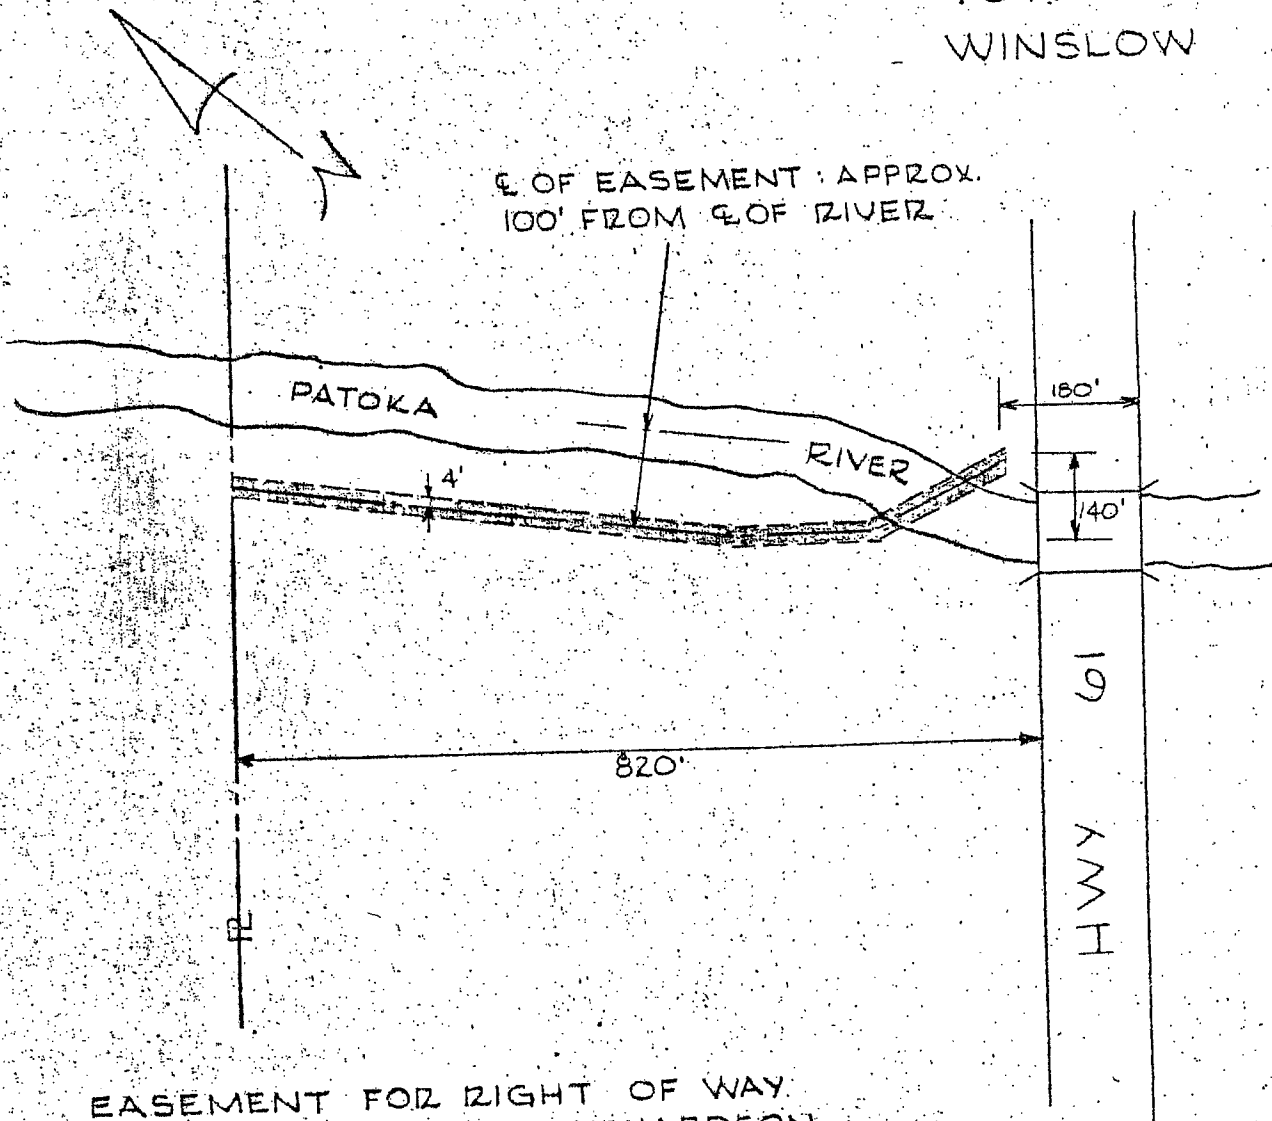 WINSLOW
N
℄ OF EASEMENT : APPROX.
100' FROM ℄ OF RIVER
PATOKA
RIVER
180'
4'
140'
820'
HWY 61
PL
EASEMENT FOR RIGHT OF WAY